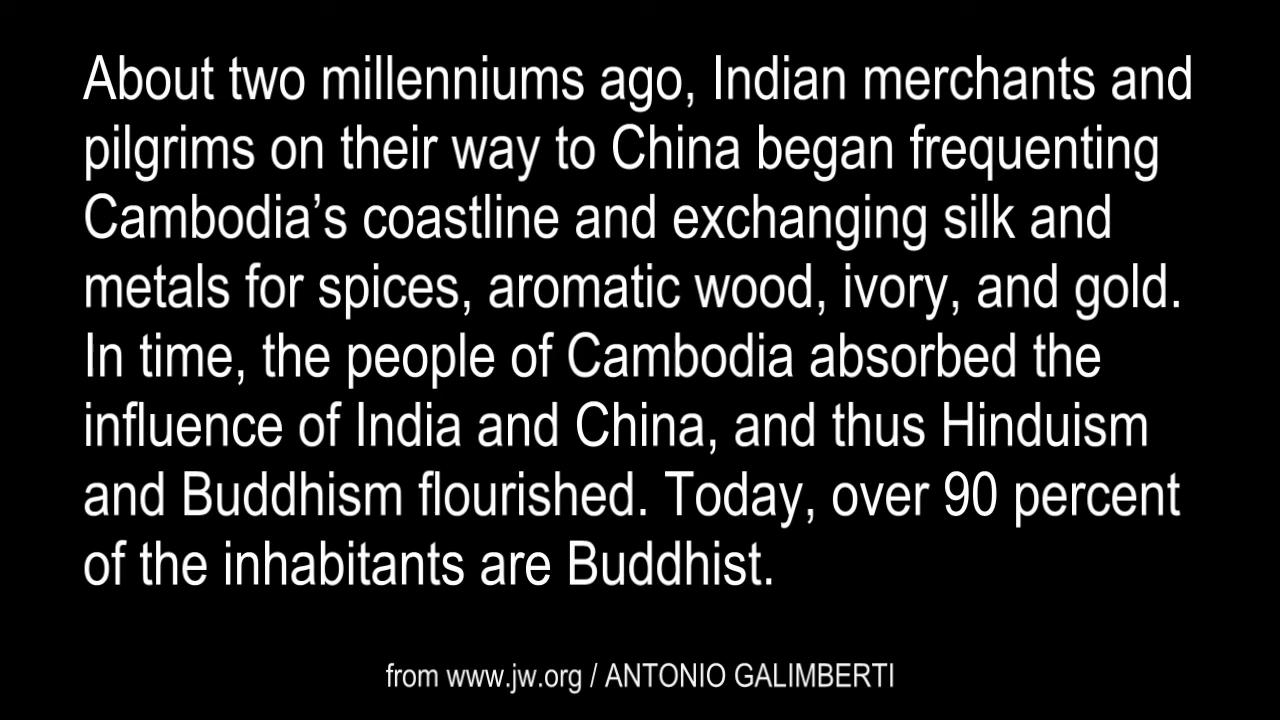 About two millenniums ago, Indian merchants and
pilgrims on their way to China began frequenting
Cambodia’s coastline and exchanging silk and
metals for spices, aromatic wood, ivory, and gold.
In time, the people of Cambodia absorbed the
influence of India and China, and thus Hinduism
and Buddhism flourished. Today, over 90 percent
of the inhabitants are Buddhist.
from www.jw.org / ANTONIO GALIMBERTI